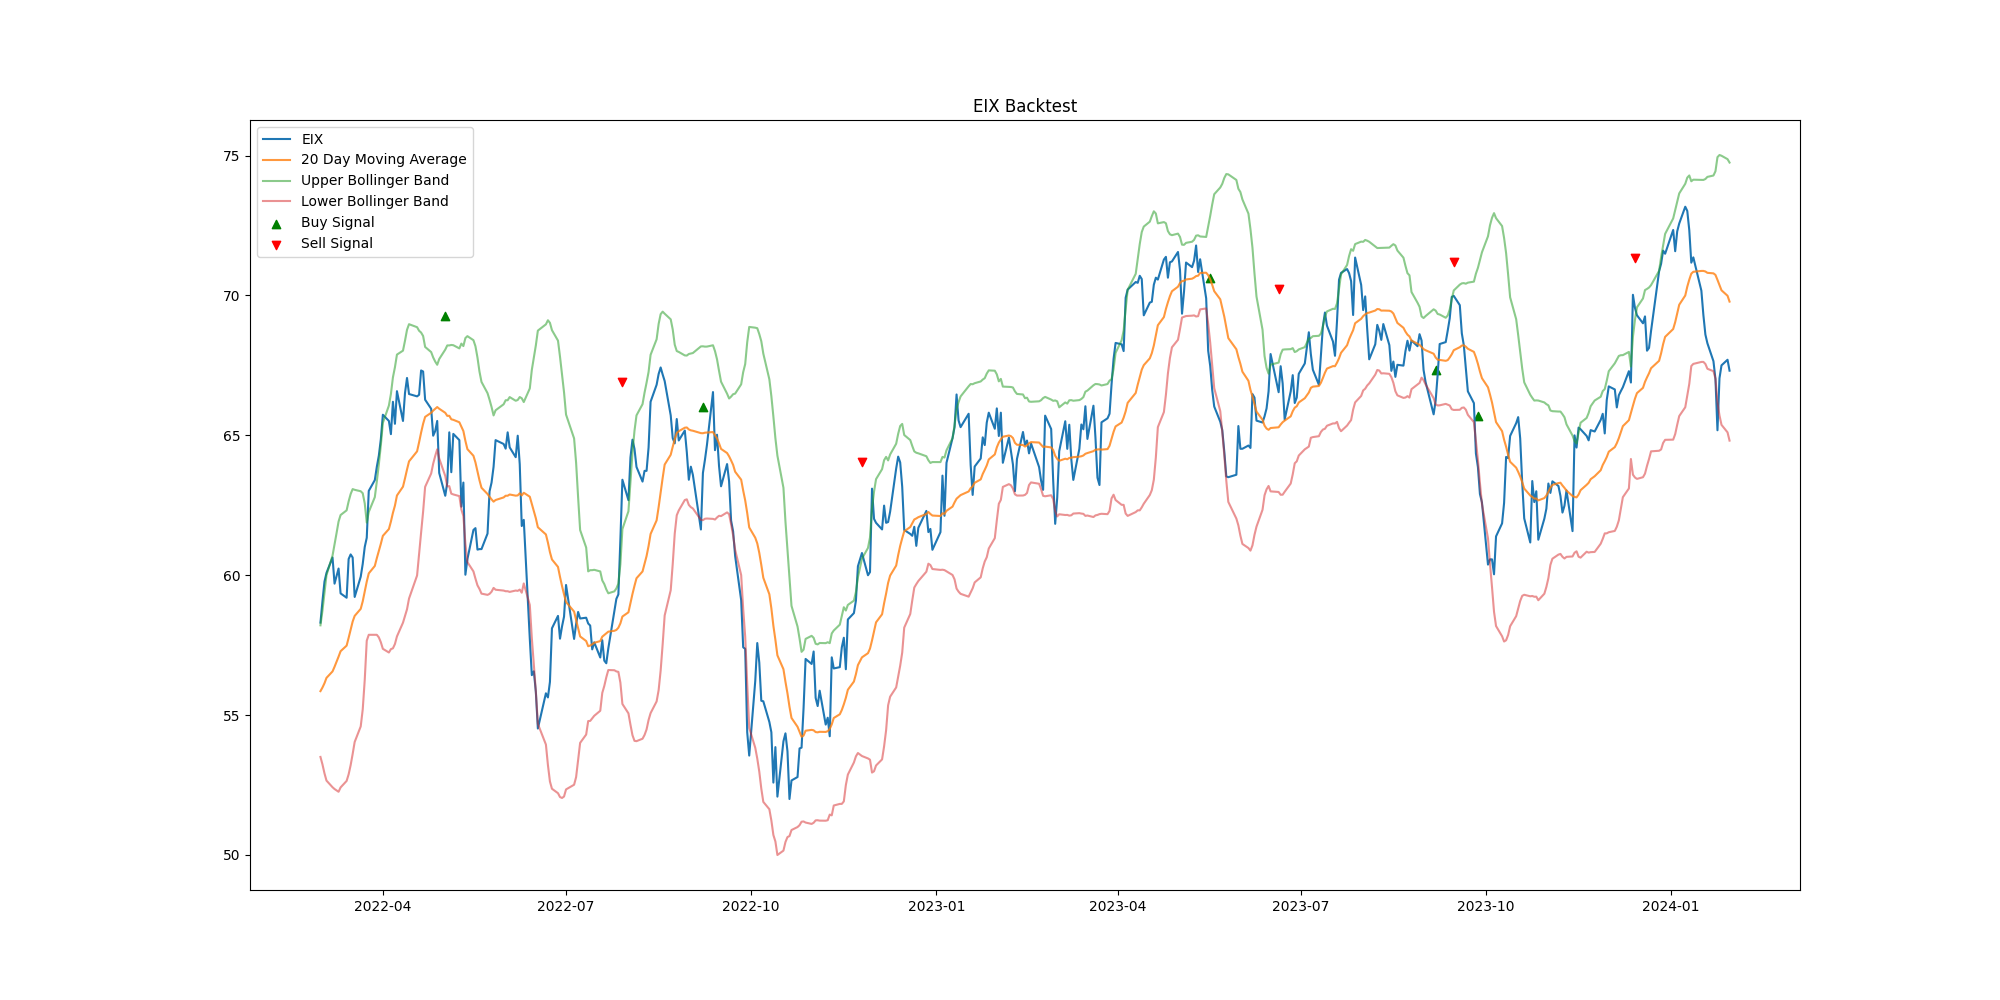 EIX Backtest
EIX
20 Day Moving Average
Upper Bollinger Band
Lower Bollinger Band
Buy Signal
Sell Signal
75
70
65
60
55
50
2022-04
2022-07
2022-10
2023-01
2023-04
2023-07
2023-10
2024-01